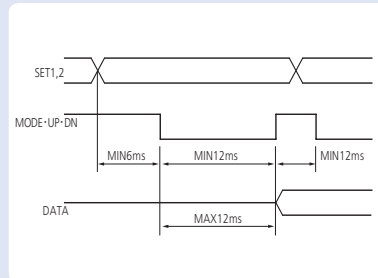 SET1,2
MODE·UP·DN
MIN6ms MIN12ms MIN12ms
DATA
MAX12ms